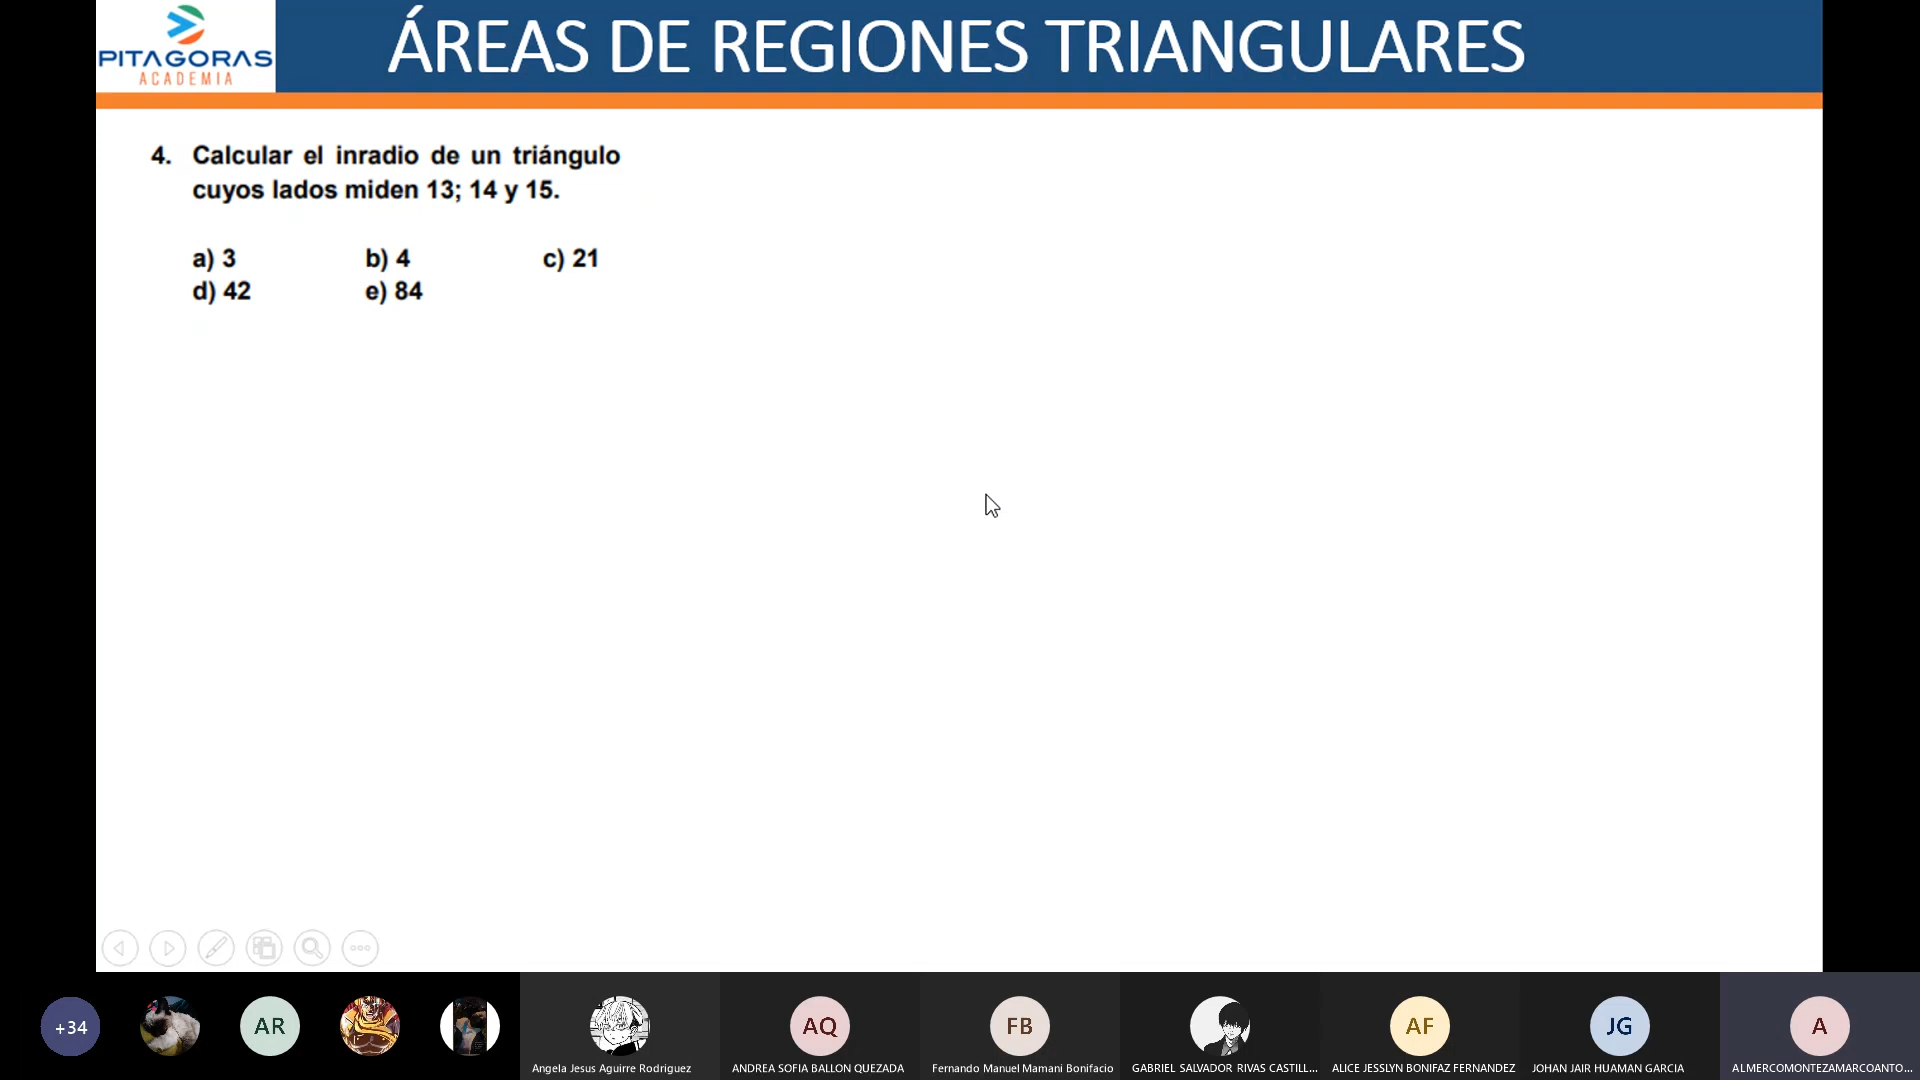 PITAGORAS
ACADEMIA
ÁREAS DE REGIONES TRIANGULARES
4. Calcular el inradio de un triángulo
cuyos lados miden 13; 14 y 15.
a) 3 b) 4 c) 21
d) 42 e) 84
+34
AR
AQ
FB
AF
JG
A
Angela Jesus Aguirre Rodriguez
ANDREA SOFIA BALLON QUEZADA
Fernando Manuel Mamani Bonifacio
GABRIEL SALVADOR RIVAS CASTILL...
ALICE JESSLYN BONIFAZ FERNANDEZ
JOHAN JAIR HUAMAN GARCIA
ALMERCOMONTEZAMARCOANTO...